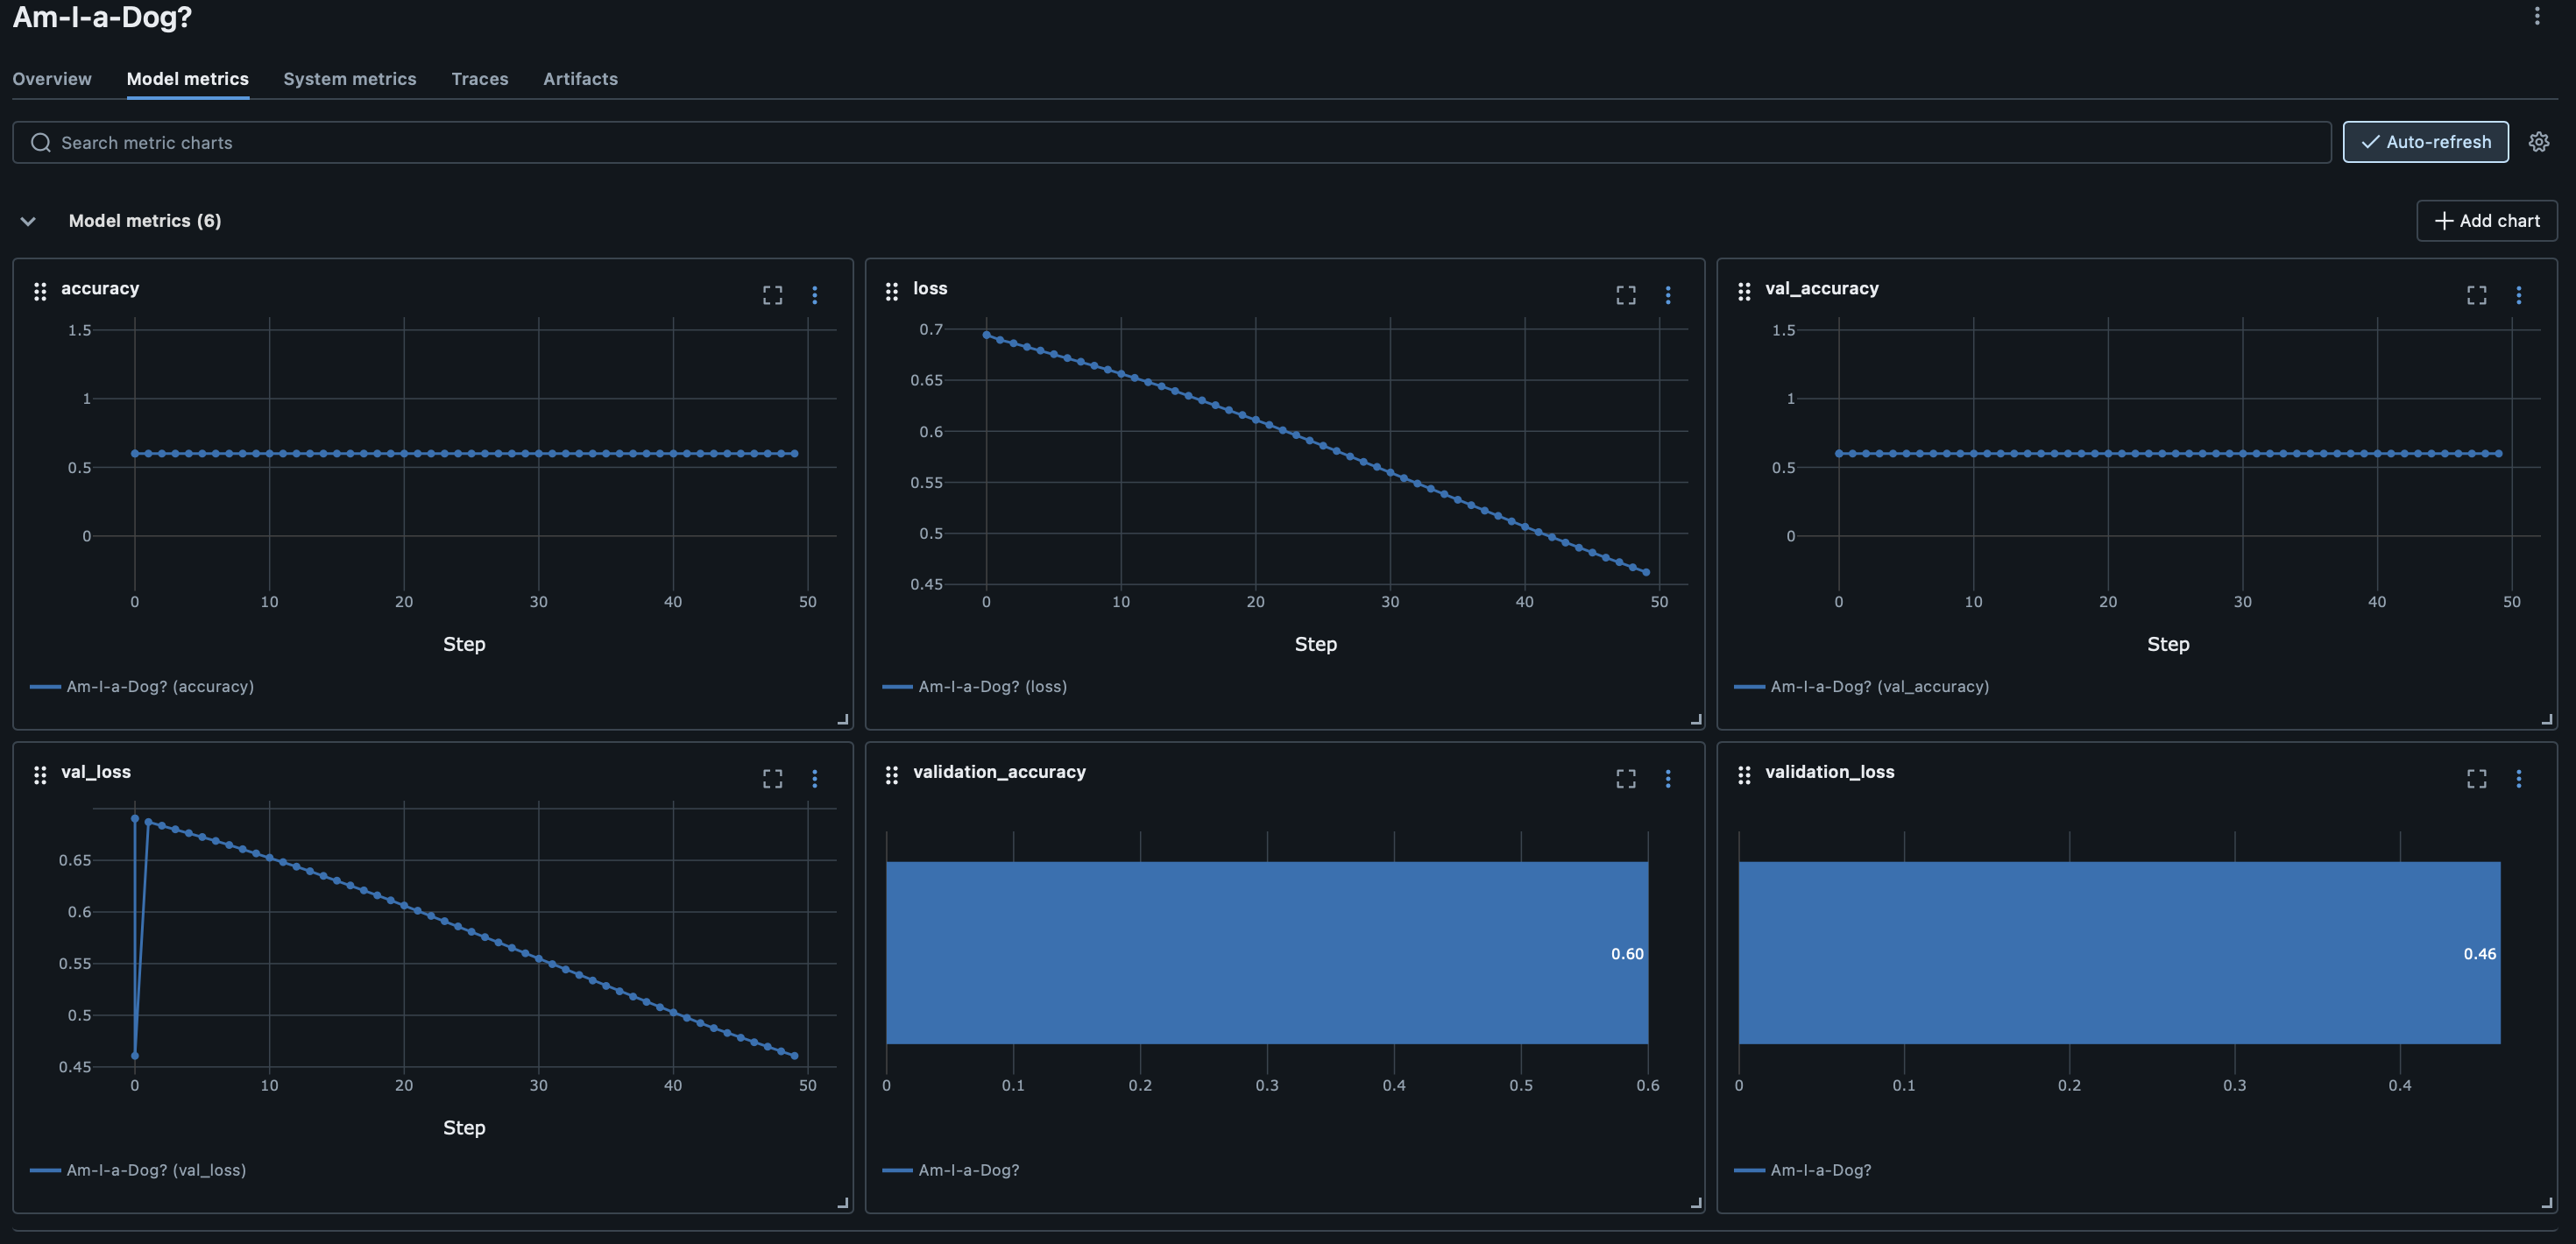 Am-I-a-Dog?
Overview Model metrics System metrics Traces Artifacts
Search metric charts Auto-refresh
Model metrics (6) Add chart
accuracy
1.5
1
0.5
0
0 10 20 30 40 50
Step
Am-I-a-Dog? (accuracy)
loss
0.7
0.65
0.6
0.55
0.5
0.45
0 10 20 30 40 50
Step
Am-I-a-Dog? (loss)
val_accuracy
1.5
1
0.5
0
0 10 20 30 40 50
Step
Am-I-a-Dog? (val_accuracy)
val_loss
0.65
0.6
0.55
0.5
0.45
0 10 20 30 40 50
Step
Am-I-a-Dog? (val_loss)
validation_accuracy
0.60
0 0.1 0.2 0.3 0.4 0.5 0.6
Am-I-a-Dog?
validation_loss
0.46
0 0.1 0.2 0.3 0.4
Am-I-a-Dog?